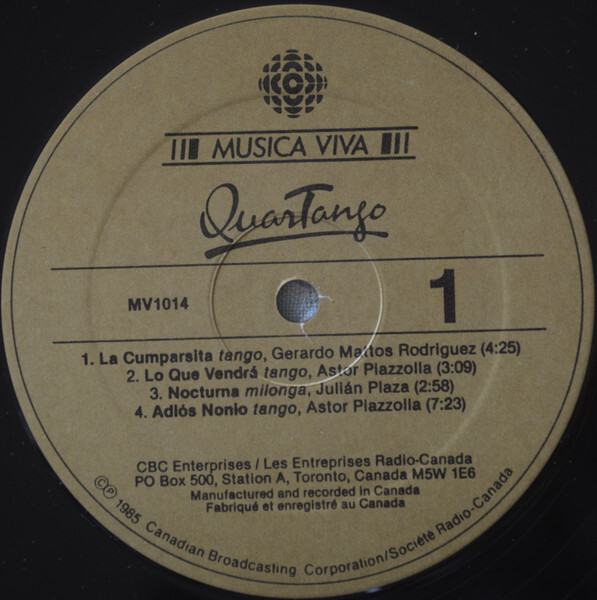 MUSICA VIVA
QuarTango
MV1014
1
1. La Cumparsita tango, Gerardo Mattos Rodriguez (4:25)
2. Lo Que Vendrá tango, Astor Piazzolla (3:09)
3. Nocturna milonga, Julián Plaza (2:58)
4. Adiós Nonio tango, Astor Piazzolla (7:23)
CBC Enterprises / Les Entreprises Radio-Canada
PO Box 500, Station A, Toronto, Canada M5W 1E6
Manufactured and recorded in Canada
Fabriqué et enregistré au Canada
©℗ 1985 Canadian Broadcasting Corporation/Société Radio-Canada